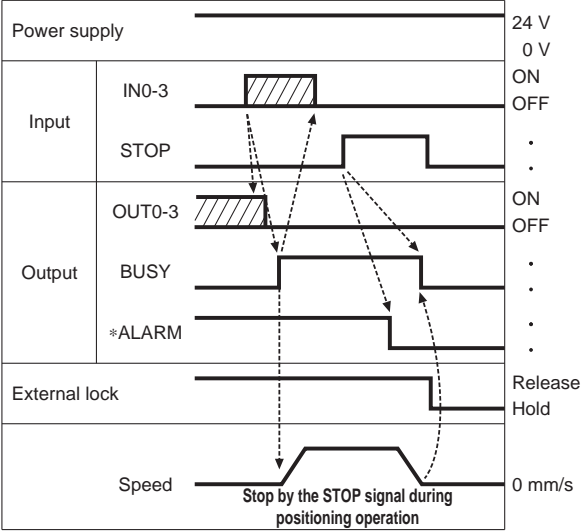 Power supply
24 V
0 V
Input
IN0-3
ON
OFF
STOP
Output
OUT0-3
ON
OFF
BUSY
*ALARM
External lock
Release
Hold
Speed
0 mm/s
Stop by the STOP signal during
positioning operation